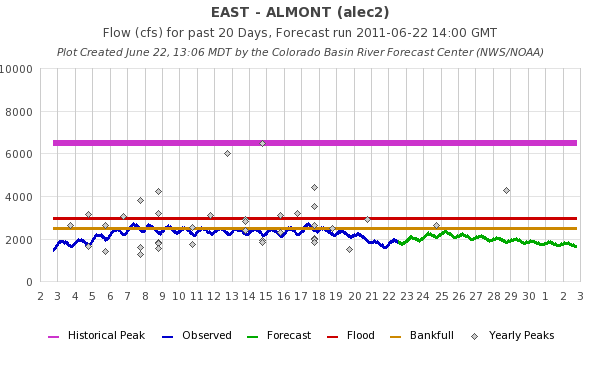 EAST - ALMONT (alec2)
Flow (cfs) for past 20 Days, Forecast run 2011-06-22 14:00 GMT
Plot Created June 22, 13:06 MDT by the Colorado Basin River Forecast Center (NWS/NOAA)
10000
8000
6000
4000
2000
0
2 3 4 5 6 7 8 9 10 11 12 13 14 15 16 17 18 19 20 21 22 23 24 25 26 27 28 29 30 1 2 3
Historical Peak Observed Forecast Flood Bankfull Yearly Peaks